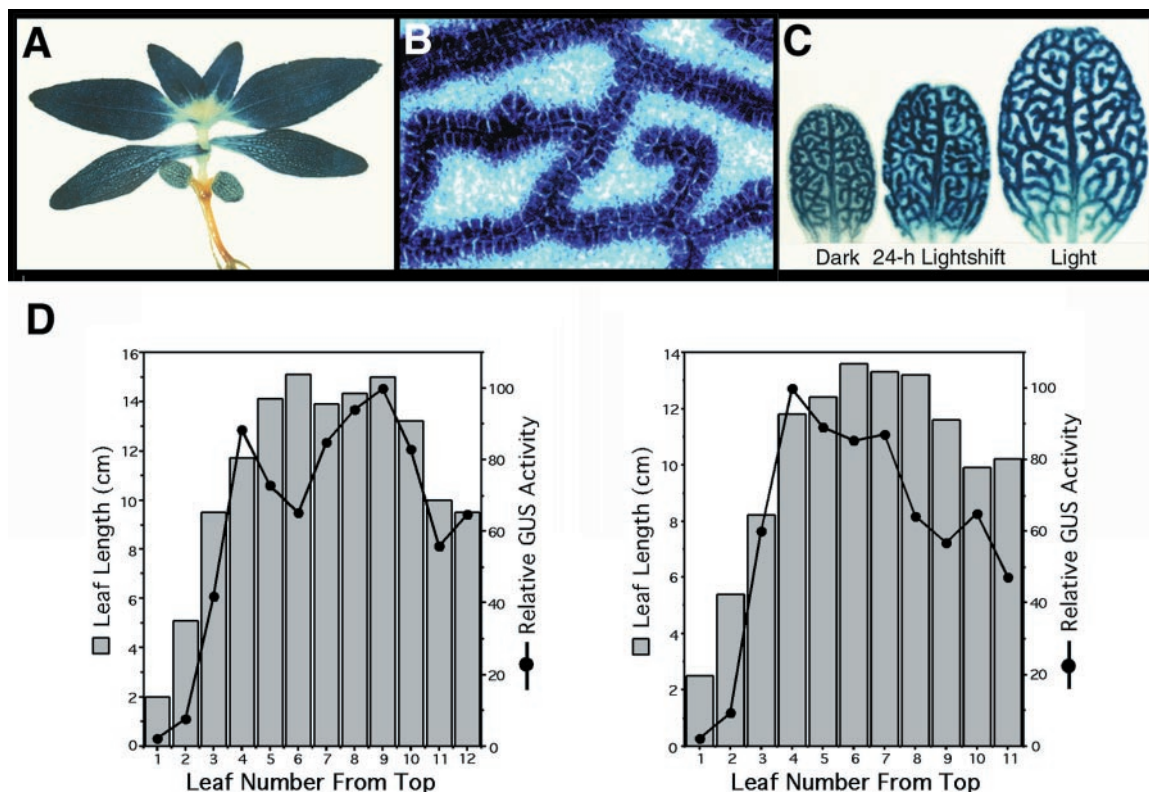 A
B
C
Dark
24-h Lightshift
Light
D
16
14
12
10
8
6
4
2
0
Leaf Length (cm)
100
80
60
40
20
0
Relative GUS Activity
1 2 3 4 5 6 7 8 9 10 11 12
Leaf Number From Top
14
12
10
8
6
4
2
0
Leaf Length (cm)
100
80
60
40
20
0
Relative GUS Activity
1 2 3 4 5 6 7 8 9 10 11
Leaf Number From Top